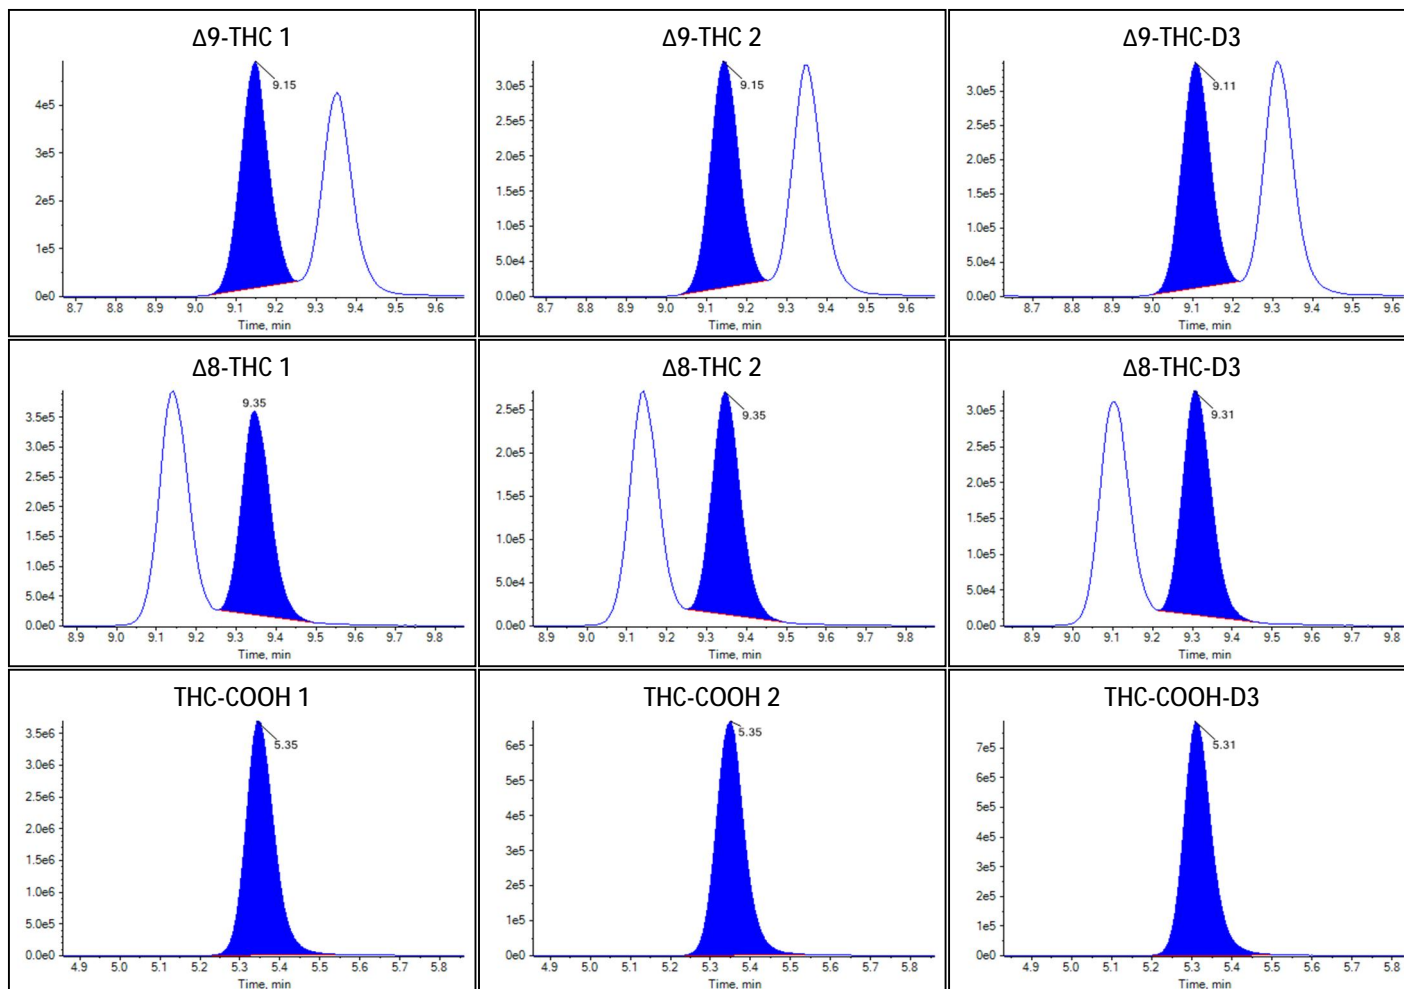 Δ9-THC 1
9.15
4e5
3e5
2e5
1e5
0e0
8.7 8.8 8.9 9.0 9.1 9.2 9.3 9.4 9.5 9.6
Time, min
Δ9-THC 2
9.15
3.0e5
2.5e5
2.0e5
1.5e5
1.0e5
5.0e4
0.0e0
8.7 8.8 8.9 9.0 9.1 9.2 9.3 9.4 9.5 9.6
Time, min
Δ9-THC-D3
9.11
3.0e5
2.5e5
2.0e5
1.5e5
1.0e5
5.0e4
0.0e0
8.7 8.8 8.9 9.0 9.1 9.2 9.3 9.4 9.5 9.6
Time, min
Δ8-THC 1
9.35
3.5e5
3.0e5
2.5e5
2.0e5
1.5e5
1.0e5
5.0e4
0.0e0
8.9 9.0 9.1 9.2 9.3 9.4 9.5 9.6 9.7 9.8
Time, min
Δ8-THC 2
9.35
2.5e5
2.0e5
1.5e5
1.0e5
5.0e4
0.0e0
8.9 9.0 9.1 9.2 9.3 9.4 9.5 9.6 9.7 9.8
Time, min
Δ8-THC-D3
9.31
3.0e5
2.5e5
2.0e5
1.5e5
1.0e5
5.0e4
0.0e0
8.9 9.0 9.1 9.2 9.3 9.4 9.5 9.6 9.7 9.8
Time, min
THC-COOH 1
5.35
3.5e6
3.0e6
2.5e6
2.0e6
1.5e6
1.0e6
5.0e5
0.0e0
4.9 5.0 5.1 5.2 5.3 5.4 5.5 5.6 5.7 5.8
Time, min
THC-COOH 2
5.35
6e5
5e5
4e5
3e5
2e5
1e5
0e0
4.9 5.0 5.1 5.2 5.3 5.4 5.5 5.6 5.7 5.8
Time, min
THC-COOH-D3
5.31
7e5
6e5
5e5
4e5
3e5
2e5
1e5
0e0
4.9 5.0 5.1 5.2 5.3 5.4 5.5 5.6 5.7 5.8
Time, min